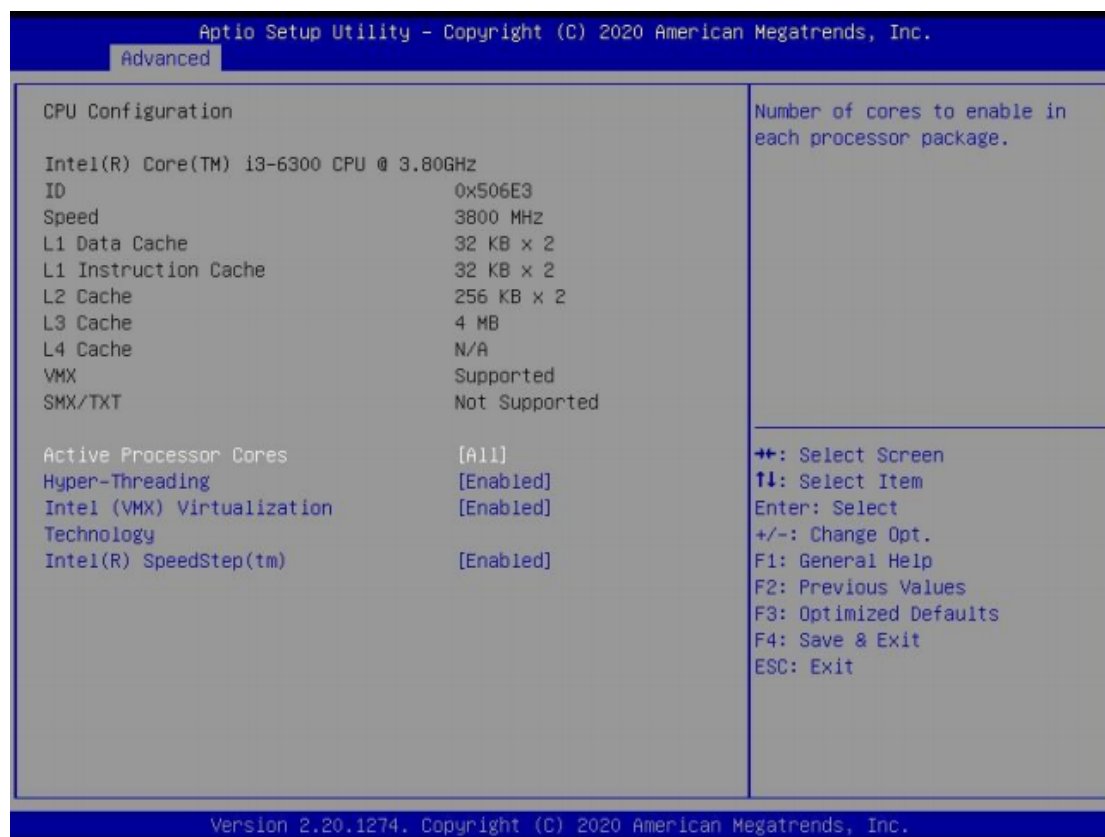 Aptio Setup Utility – Copyright (C) 2020 American Megatrends, Inc.
Advanced
CPU Configuration
Intel(R) Core(TM) i3-6300 CPU @ 3.80GHz
ID 0x506E3
Speed 3800 MHz
L1 Data Cache 32 KB x 2
L1 Instruction Cache 32 KB x 2
L2 Cache 256 KB x 2
L3 Cache 4 MB
L4 Cache N/A
VMX Supported
SMX/TXT Not Supported
Active Processor Cores [All]
Hyper-Threading [Enabled]
Intel (VMX) Virtualization [Enabled]
Technology
Intel(R) SpeedStep(tm) [Enabled]
Number of cores to enable in
each processor package.
→←: Select Screen
↑↓: Select Item
Enter: Select
+/-: Change Opt.
F1: General Help
F2: Previous Values
F3: Optimized Defaults
F4: Save & Exit
ESC: Exit
Version 2.20.1274. Copyright (C) 2020 American Megatrends, Inc.